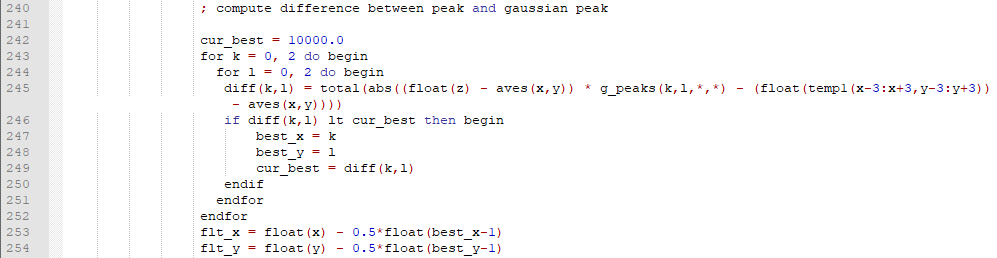 240 ; compute difference between peak and gaussian peak
241
242 cur_best = 10000.0
243 for k = 0, 2 do begin
244 for l = 0, 2 do begin
245 diff(k,l) = total(abs((float(z) - aves(x,y)) * g_peaks(k,l,*,*) - (float(temp1(x-3:x+3,y-3:y+3))
- aves(x,y))))
246 if diff(k,l) lt cur_best then begin
247 best_x = k
248 best_y = l
249 cur_best = diff(k,l)
250 endif
251 endfor
252 endfor
253 flt_x = float(x) - 0.5*float(best_x-1)
254 flt_y = float(y) - 0.5*float(best_y-1)